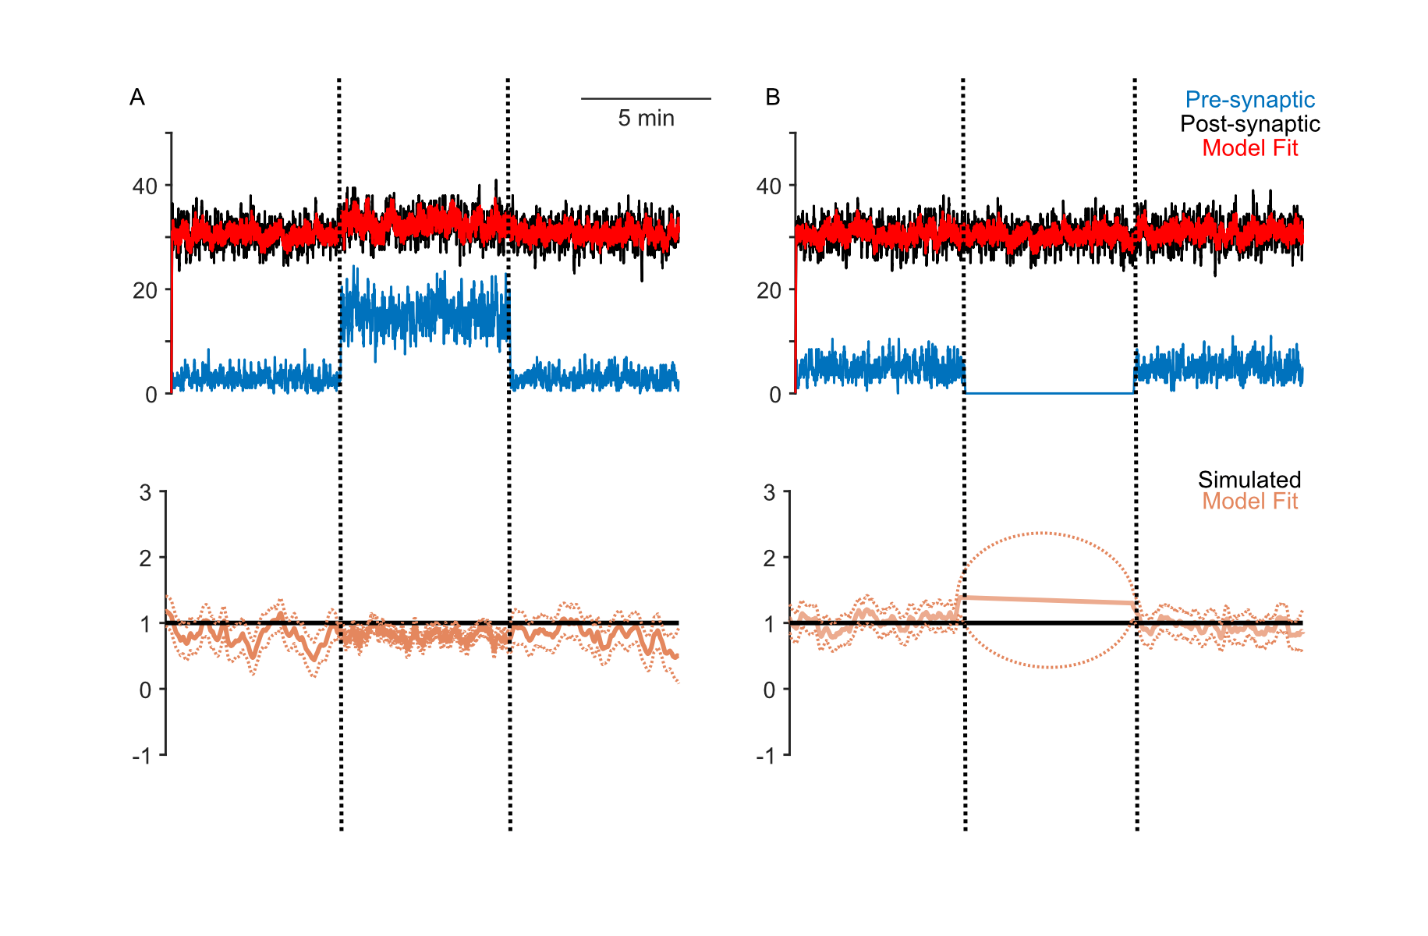 A
5 min
40
20
0
3
2
1
0
-1
B
Pre-synaptic
Post-synaptic
Model Fit
40
20
0
Simulated
Model Fit
3
2
1
0
-1